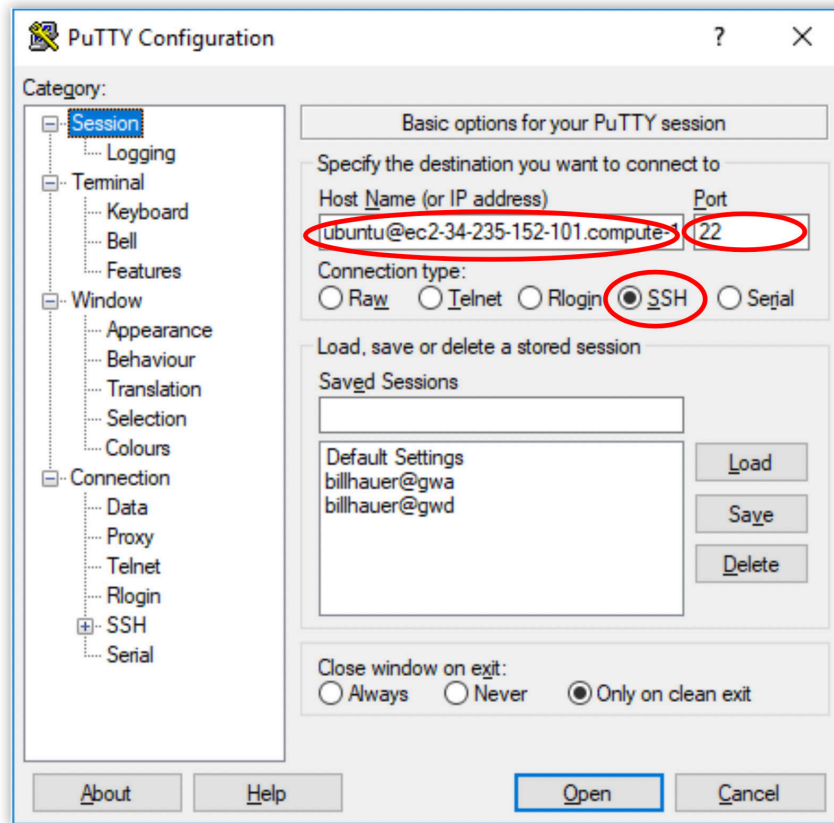 PuTTY Configuration
? ×
Category:
Session
Logging
Terminal
Keyboard
Bell
Features
Window
Appearance
Behaviour
Translation
Selection
Colours
Connection
Data
Proxy
Telnet
Rlogin
SSH
Serial
Basic options for your PuTTY session
Specify the destination you want to connect to
Host Name (or IP address) Port
ubuntu@ec2-34-235-152-101.compute-1 22
Connection type:
Raw Telnet Rlogin SSH Serial
Load, save or delete a stored session
Saved Sessions
Default Settings
billhauer@gwa
billhauer@gwd
Load
Save
Delete
Close window on exit:
Always Never Only on clean exit
About Help Open Cancel